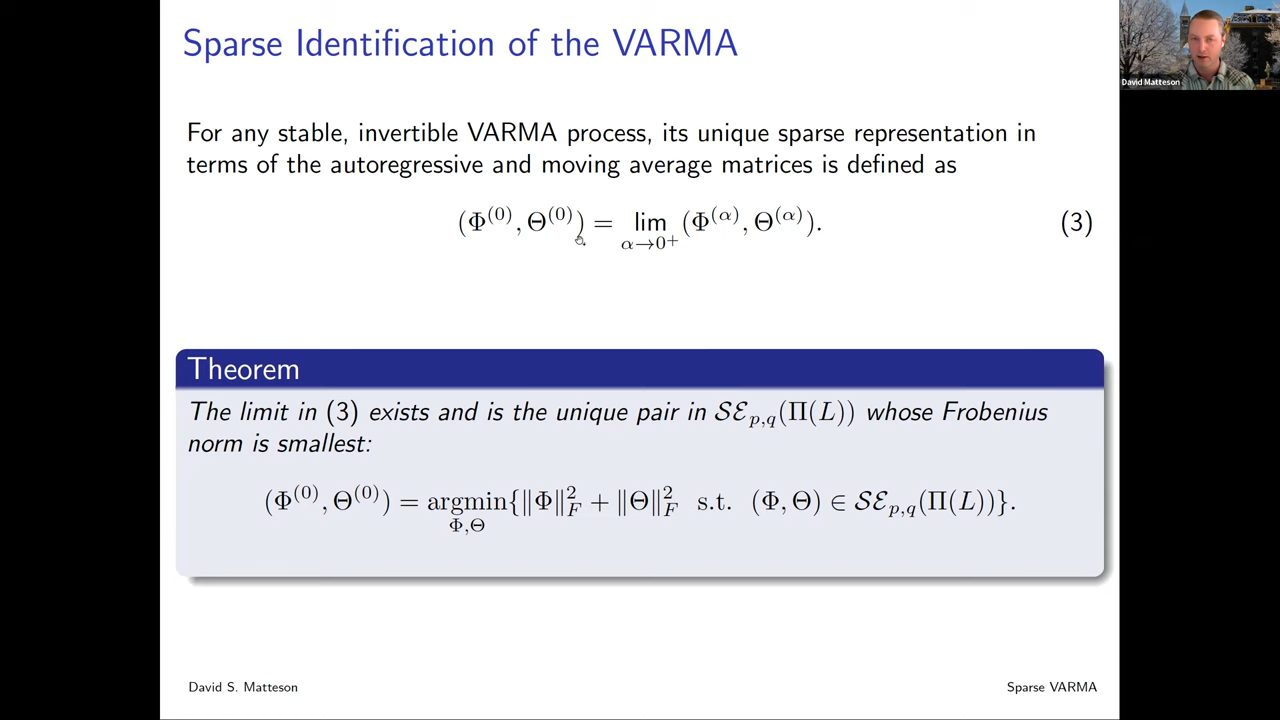 Sparse Identification of the VARMA
David Matteson
For any stable, invertible VARMA process, its unique sparse representation in
terms of the autoregressive and moving average matrices is defined as
(Φ^{(0)}, Θ^{(0)}) = lim_{α→0^+} (Φ^{(α)}, Θ^{(α)}). (3)
Theorem
The limit in (3) exists and is the unique pair in 𝒮ℰ_{p,q}(Π(L)) whose Frobenius
norm is smallest:
(Φ^{(0)}, Θ^{(0)}) = argmin_{Φ,Θ} {‖Φ‖_F^2 + ‖Θ‖_F^2 s.t. (Φ, Θ) ∈ 𝒮ℰ_{p,q}(Π(L))}.
David S. Matteson
Sparse VARMA